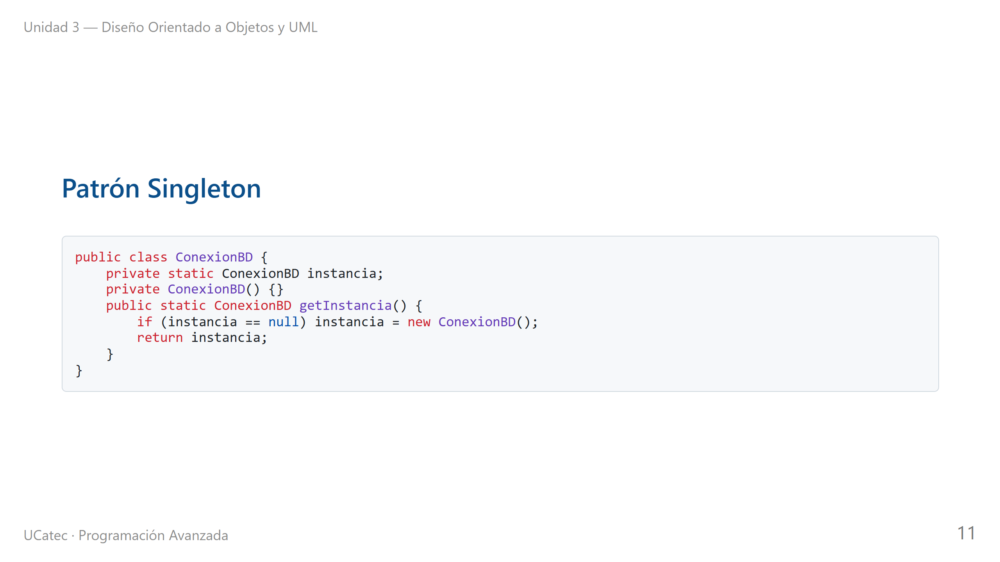 Unidad 3 — Diseño Orientado a Objetos y UML
Patrón Singleton
public class ConexionBD {
    private static ConexionBD instancia;
    private ConexionBD() {}
    public static ConexionBD getInstancia() {
        if (instancia == null) instancia = new ConexionBD();
        return instancia;
    }
}
UCatec · Programación Avanzada
11